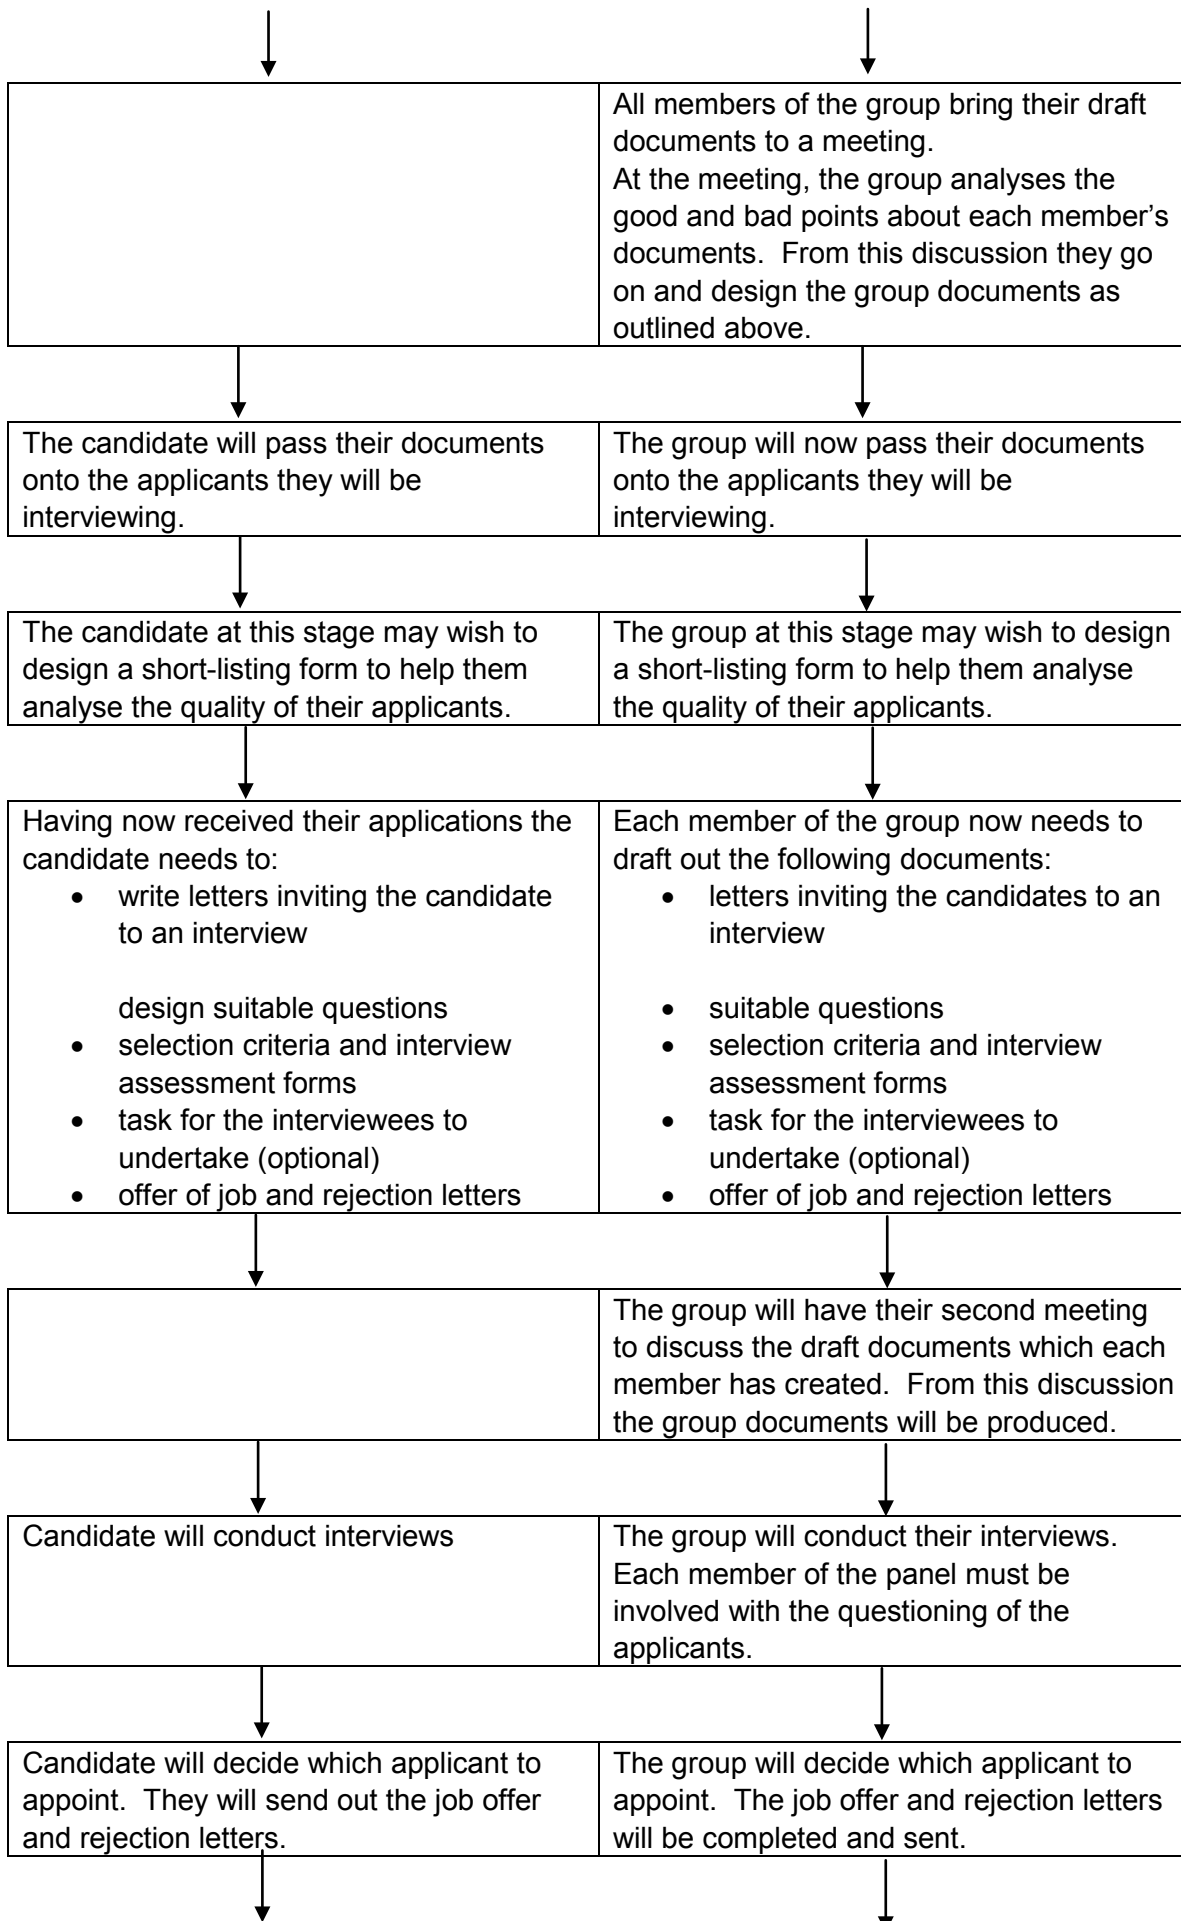 All members of the group bring their draft
documents to a meeting.
At the meeting, the group analyses the
good and bad points about each member’s
documents.  From this discussion they go
on and design the group documents as
outlined above.
The candidate will pass their documents
onto the applicants they will be
interviewing.
The group will now pass their documents
onto the applicants they will be
interviewing.
The candidate at this stage may wish to
design a short-listing form to help them
analyse the quality of their applicants.
The group at this stage may wish to design
a short-listing form to help them analyse
the quality of their applicants.
Having now received their applications the
candidate needs to:
• write letters inviting the candidate
to an interview
design suitable questions
• selection criteria and interview
assessment forms
• task for the interviewees to
undertake (optional)
• offer of job and rejection letters
Each member of the group now needs to
draft out the following documents:
• letters inviting the candidates to an
interview
• suitable questions
• selection criteria and interview
assessment forms
• task for the interviewees to
undertake (optional)
• offer of job and rejection letters
The group will have their second meeting
to discuss the draft documents which each
member has created.  From this discussion
the group documents will be produced.
Candidate will conduct interviews
The group will conduct their interviews.
Each member of the panel must be
involved with the questioning of the
applicants.
Candidate will decide which applicant to
appoint.  They will send out the job offer
and rejection letters.
The group will decide which applicant to
appoint.  The job offer and rejection letters
will be completed and sent.